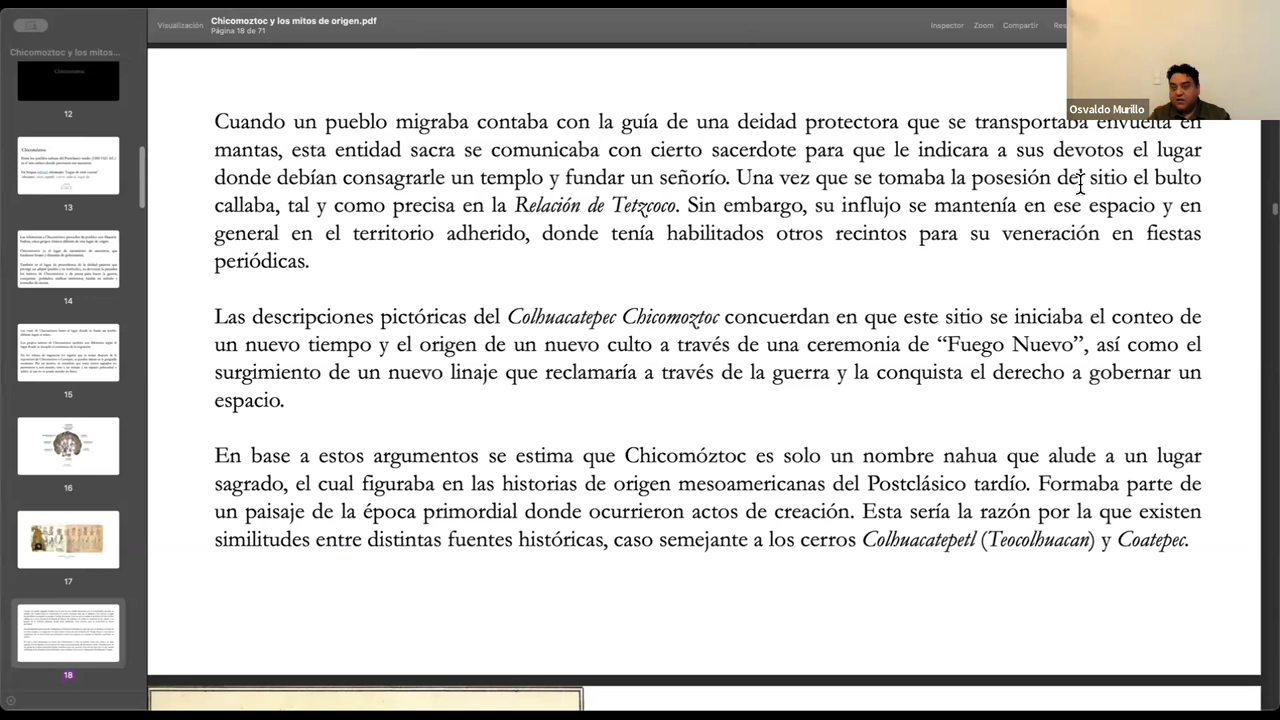 Visualización
Chicomoztoc y los mitos de origen.pdf
Página 18 de 71
Inspector
Zoom
Compartir
Chicomoztoc y los mitos...
12
13
14
15
16
17
18
Osvaldo Murillo
Cuando un pueblo migraba contaba con la guía de una deidad protectora que se transportaba envuelta en
mantas, esta entidad sacra se comunicaba con cierto sacerdote para que le indicara a sus devotos el lugar
donde debían consagrarle un templo y fundar un señorío. Una vez que se tomaba la posesión del sitio el bulto
callaba, tal y como precisa en la Relación de Tetzcoco. Sin embargo, su influjo se mantenía en ese espacio y en
general en el territorio adherido, donde tenía habilitados varios recintos para su veneración en fiestas
periódicas.
Las descripciones pictóricas del Colhuacatepec Chicomoztoc concuerdan en que este sitio se iniciaba el conteo de
un nuevo tiempo y el origen de un nuevo culto a través de una ceremonia de “Fuego Nuevo”, así como el
surgimiento de un nuevo linaje que reclamaría a través de la guerra y la conquista el derecho a gobernar un
espacio.
En base a estos argumentos se estima que Chicomóztoc es solo un nombre nahua que alude a un lugar
sagrado, el cual figuraba en las historias de origen mesoamericanas del Postclásico tardío. Formaba parte de
un paisaje de la época primordial donde ocurrieron actos de creación. Esta sería la razón por la que existen
similitudes entre distintas fuentes históricas, caso semejante a los cerros Colhuacatepetl (Teocolhuacan) y Coatepec.